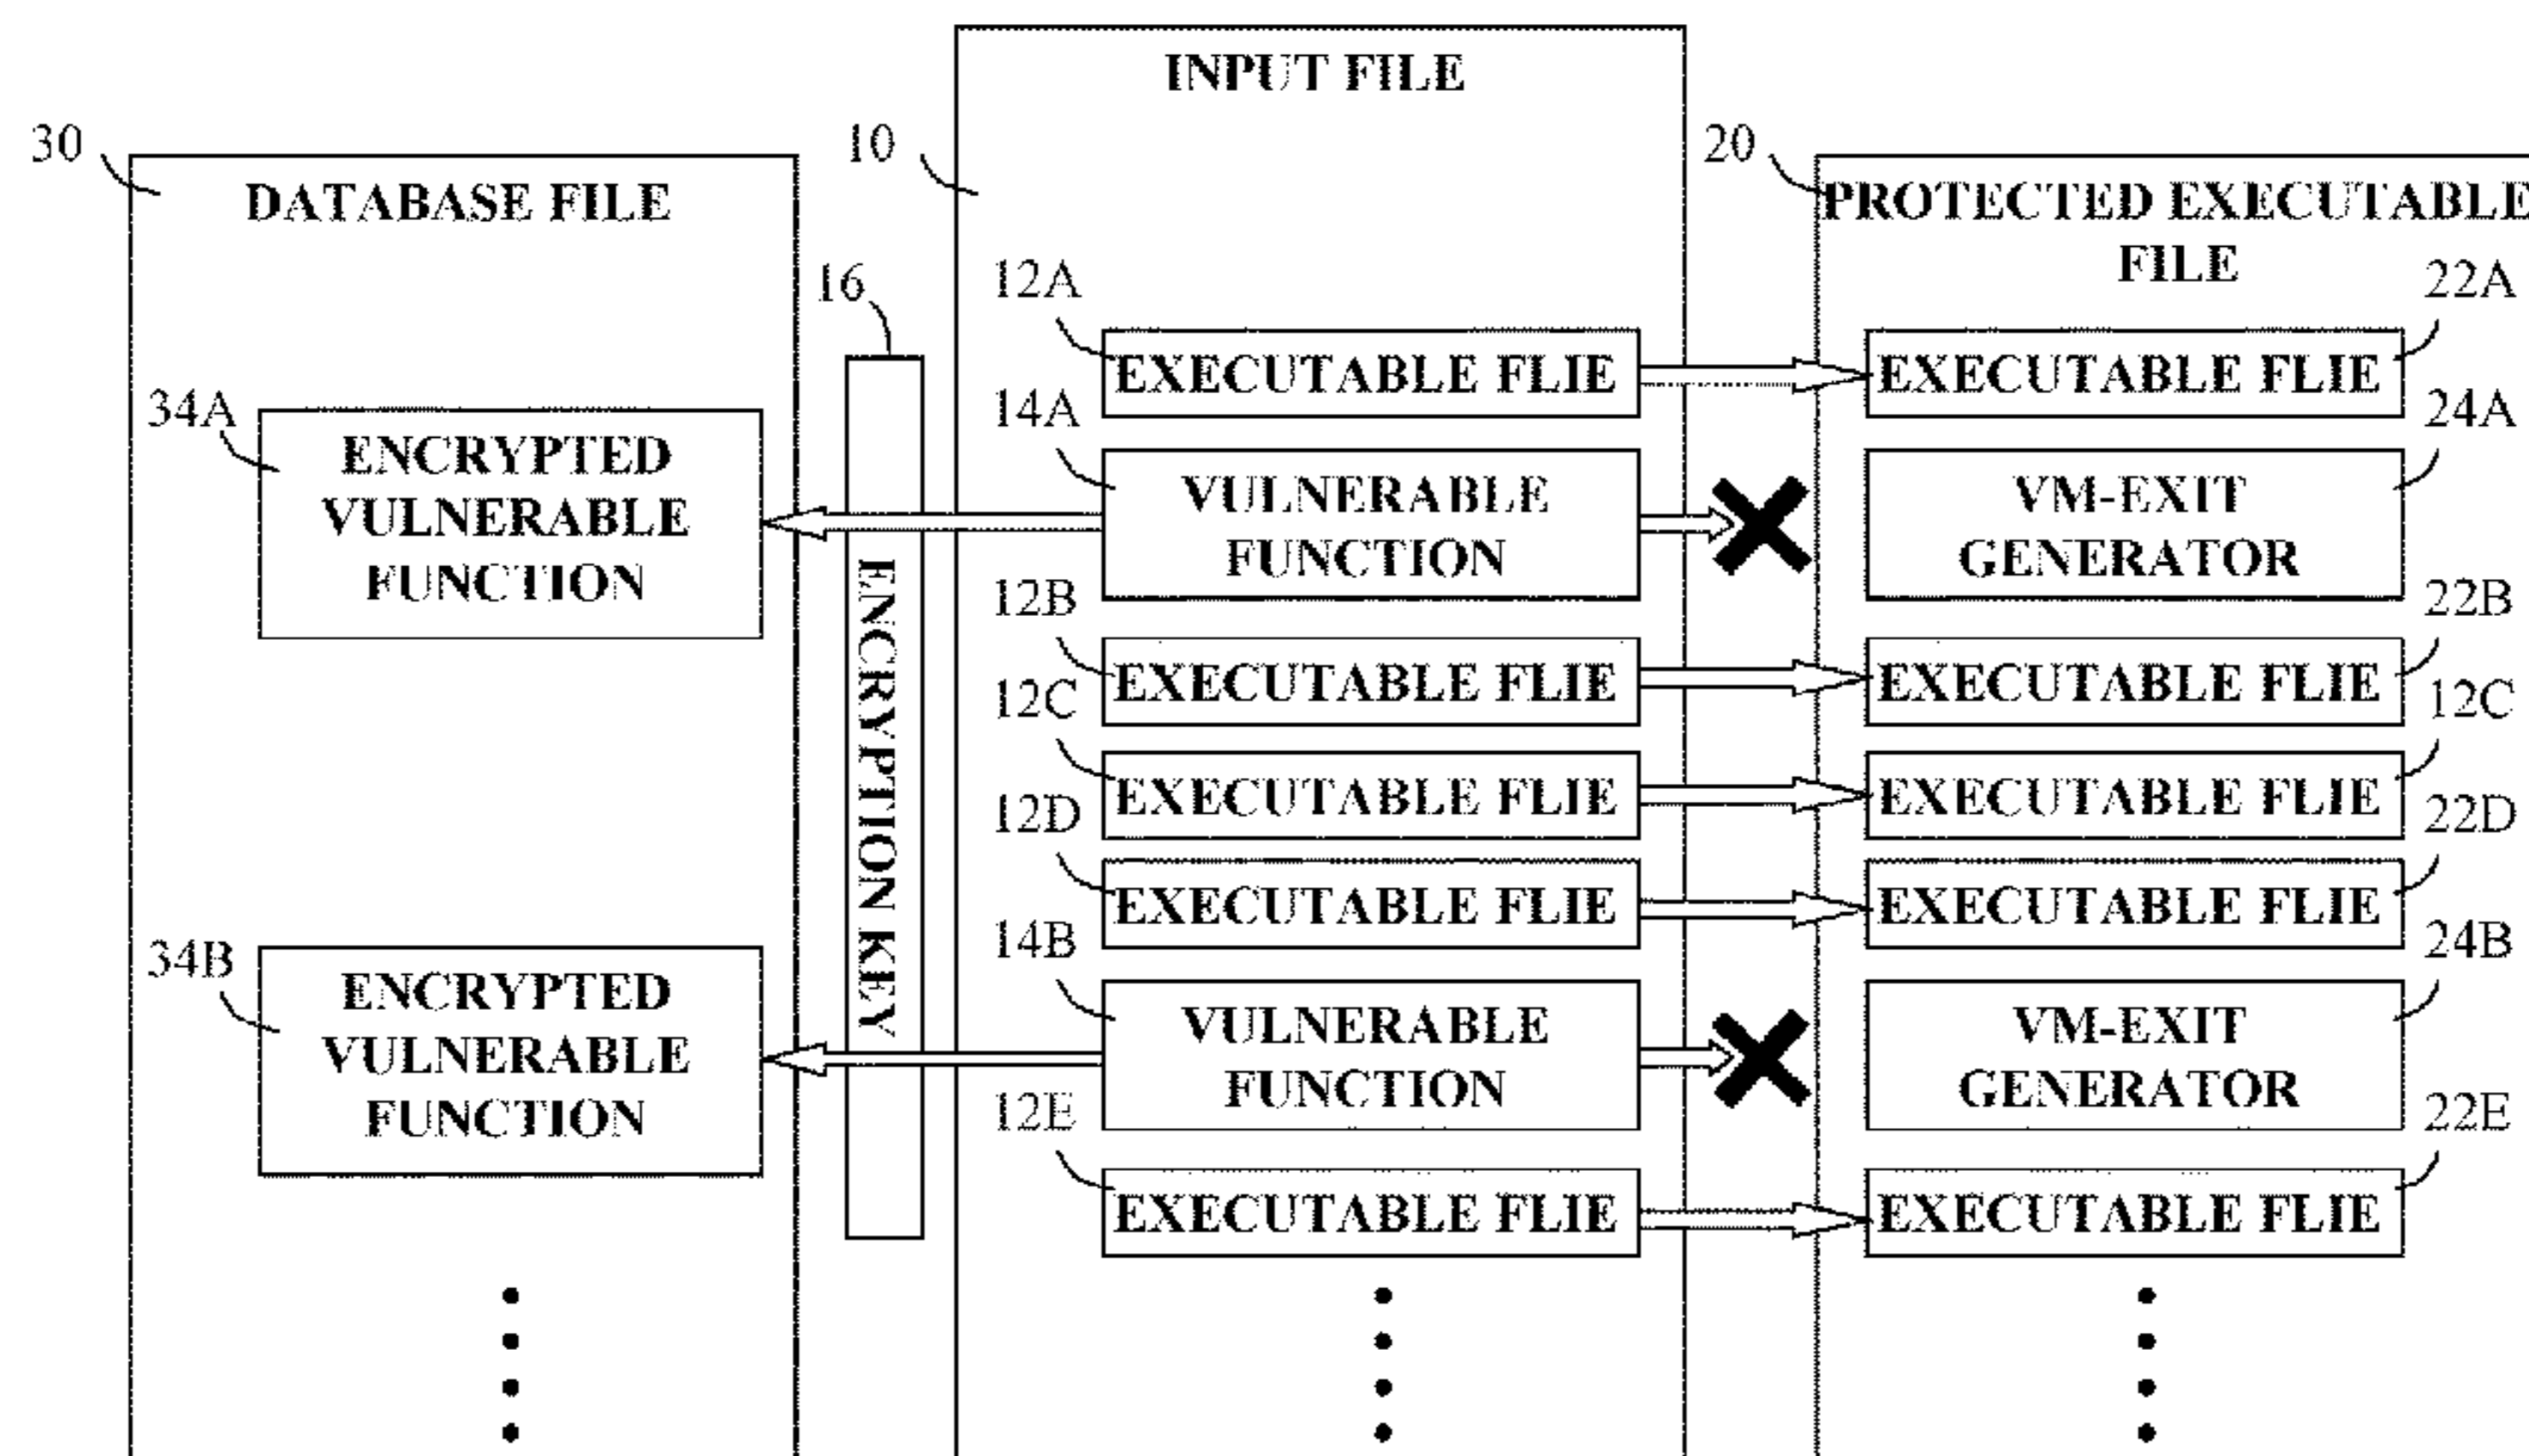 INPUT FILE
30
10
20
DATABASE FILE
PROTECTED EXECUTABLE
FILE
16
12A
22A
EXECUTABLE FLIE
EXECUTABLE FLIE
34A
14A
24A
ENCRYPTED
VULNERABLE
FUNCTION
VULNERABLE
FUNCTION
VM-EXIT
GENERATOR
ENCRYPTION KEY
12B
22B
EXECUTABLE FLIE
EXECUTABLE FLIE
12C
12C
EXECUTABLE FLIE
EXECUTABLE FLIE
12D
22D
EXECUTABLE FLIE
EXECUTABLE FLIE
34B
14B
24B
ENCRYPTED
VULNERABLE
FUNCTION
VULNERABLE
FUNCTION
VM-EXIT
GENERATOR
12E
22E
EXECUTABLE FLIE
EXECUTABLE FLIE